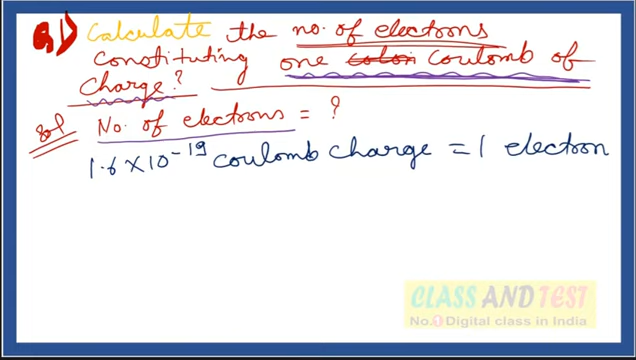 Q1) Calculate the no. of electrons
constituting one coulomb of
charge?
Sol No. of electrons = ?
1.6 × 10⁻¹⁹ coulomb charge = 1 electron
CLASS AND TEST
No.1 Digital class in India